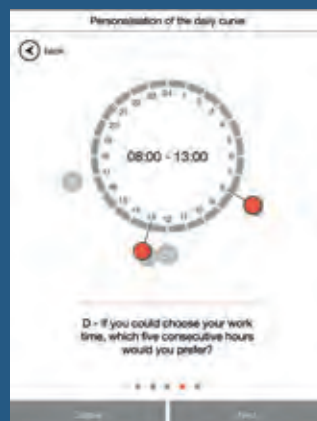 Personalisation of the daily curve
back
08:00 - 13:00
D - If you could choose your work
time, which five consecutive hours
would you prefer?
Next